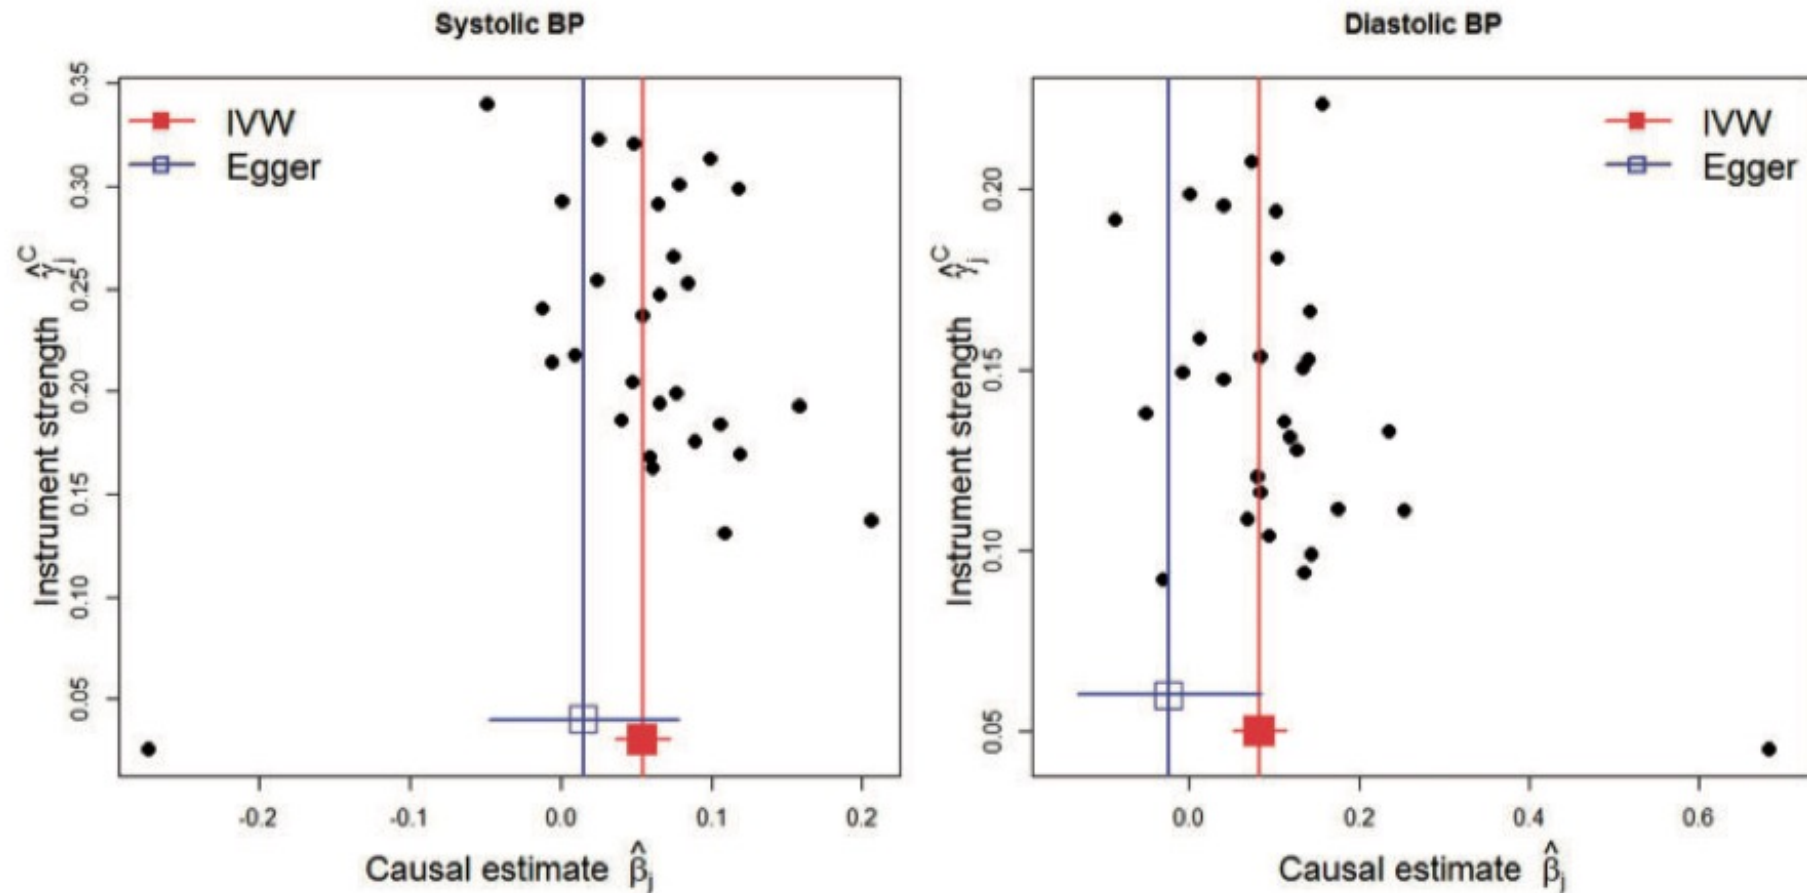 Systolic BP
IVW
Egger
0.35
0.30
0.25
0.20
0.15
0.10
0.05
Instrument strength γ̂ⱼᶜ
-0.2
-0.1
0.0
0.1
0.2
Causal estimate β̂ⱼ
Diastolic BP
IVW
Egger
0.20
0.15
0.10
0.05
Instrument strength γ̂ⱼᶜ
0.0
0.2
0.4
0.6
Causal estimate β̂ⱼ